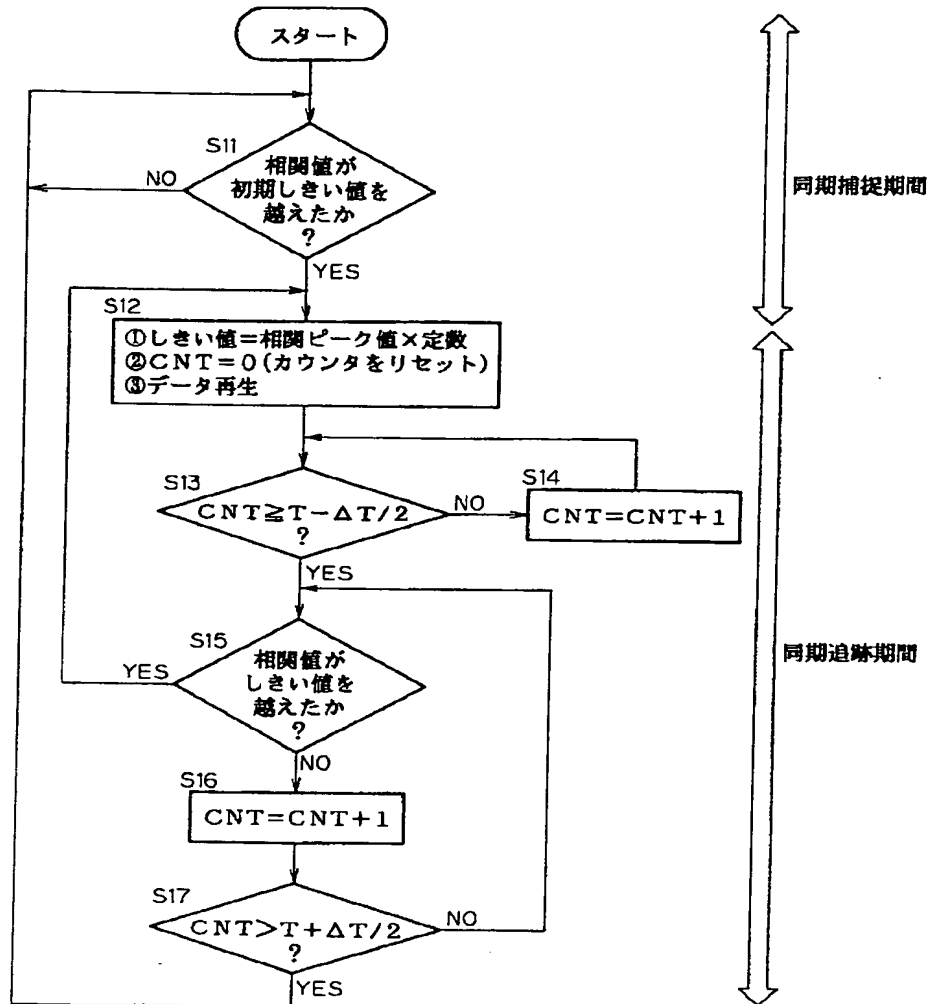 スタート
S11
相関値が
初期しきい値を
越えたか
?
NO
YES
同期捕捉期間
S12
①しきい値=相関ピーク値×定数
②CNT=0(カウンタをリセット)
③データ再生
S13
CNT≧T-ΔT/2
?
NO
S14
CNT=CNT+1
YES
S15
相関値が
しきい値を
越えたか
?
YES
NO
同期追跡期間
S16
CNT=CNT+1
S17
CNT>T+ΔT/2
?
NO
YES